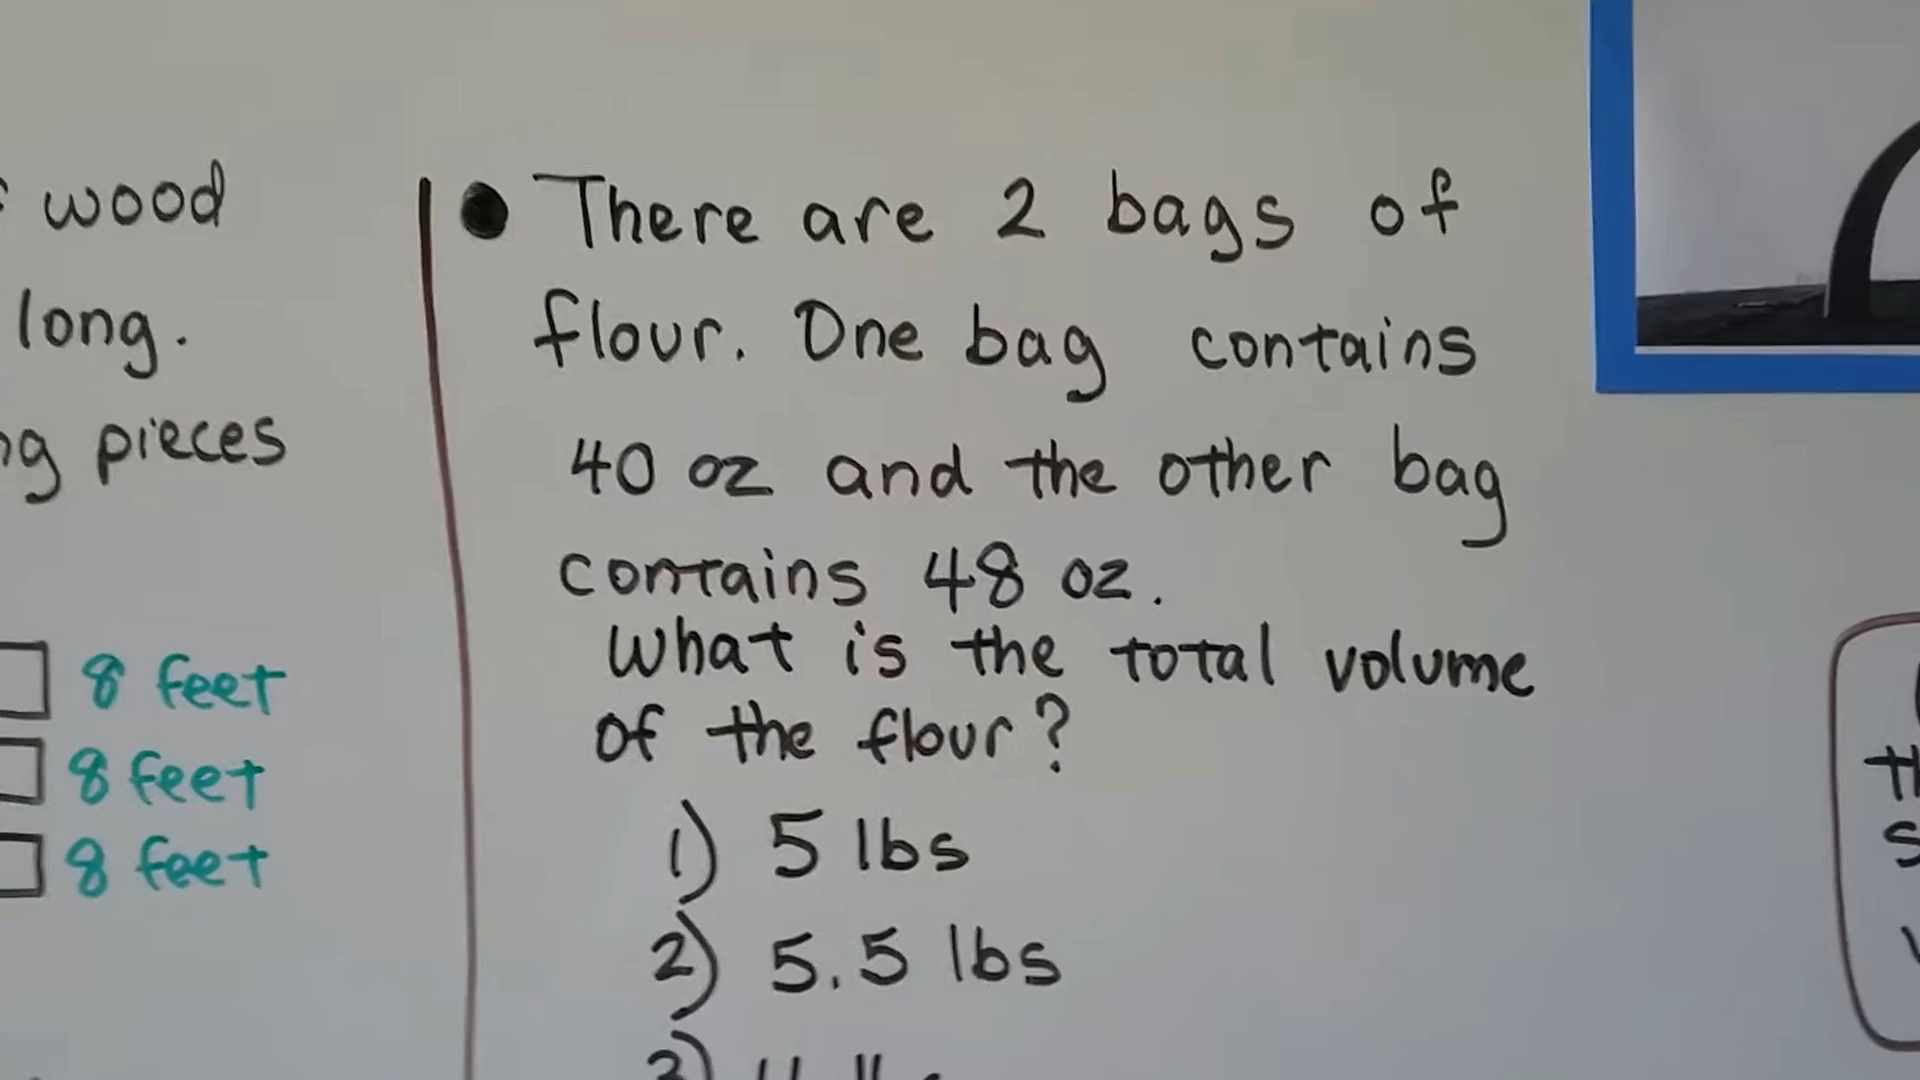 wood
long.
pieces
8 feet
8 feet
8 feet
There are 2 bags of
flour. One bag contains
40 oz and the other bag
contains 48 oz.
What is the total volume
of the flour?
1) 5 lbs
2) 5.5 lbs